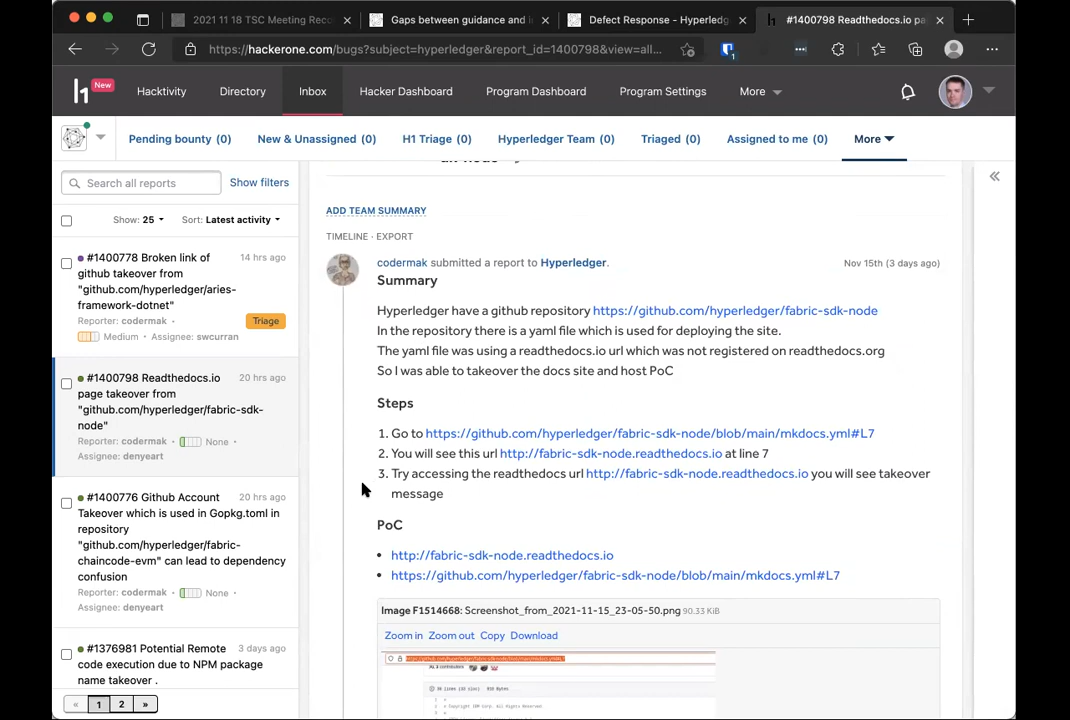 2021 11 18 TSC Meeting Reco
Gaps between guidance and i
Defect Response - Hyperledg
#1400798 Readthedocs.io pa
https://hackerone.com/bugs?subject=hyperledger&report_id=1400798&view=all...
1
l1
New
Hacktivity
Directory
Inbox
Hacker Dashboard
Program Dashboard
Program Settings
More
Pending bounty (0)
New & Unassigned (0)
H1 Triage (0)
Hyperledger Team (0)
Triaged (0)
Assigned to me (0)
More
Search all reports
Show filters
Show: 25
Sort: Latest activity
#1400778 Broken link of
github takeover from
"github.com/hyperledger/aries-
framework-dotnet"
14 hrs ago
Reporter: codermak ·
Triage
Medium · Assignee: swcurran
#1400798 Readthedocs.io
page takeover from
"github.com/hyperledger/fabric-sdk-
node"
20 hrs ago
Reporter: codermak · None ·
Assignee: denyeart
#1400776 Github Account
Takeover which is used in Gopkg.toml in
repository
"github.com/hyperledger/fabric-
chaincode-evm" can lead to dependency
confusion
20 hrs ago
Reporter: codermak · None ·
Assignee: denyeart
#1376981 Potential Remote
code execution due to NPM package
name takeover .
3 days ago
« 1 2 »
ADD TEAM SUMMARY
TIMELINE · EXPORT
codermak submitted a report to Hyperledger.
Nov 15th (3 days ago)
Summary
Hyperledger have a github repository https://github.com/hyperledger/fabric-sdk-node
In the repository there is a yaml file which is used for deploying the site.
The yaml file was using a readthedocs.io url which was not registered on readthedocs.org
So I was able to takeover the docs site and host PoC
Steps
1. Go to https://github.com/hyperledger/fabric-sdk-node/blob/main/mkdocs.yml#L7
2. You will see this url http://fabric-sdk-node.readthedocs.io at line 7
3. Try accessing the readthedocs url http://fabric-sdk-node.readthedocs.io you will see takeover
message
PoC
• http://fabric-sdk-node.readthedocs.io
• https://github.com/hyperledger/fabric-sdk-node/blob/main/mkdocs.yml#L7
Image F1514668: Screenshot_from_2021-11-15_23-05-50.png 90.33 KiB
Zoom in Zoom out Copy Download